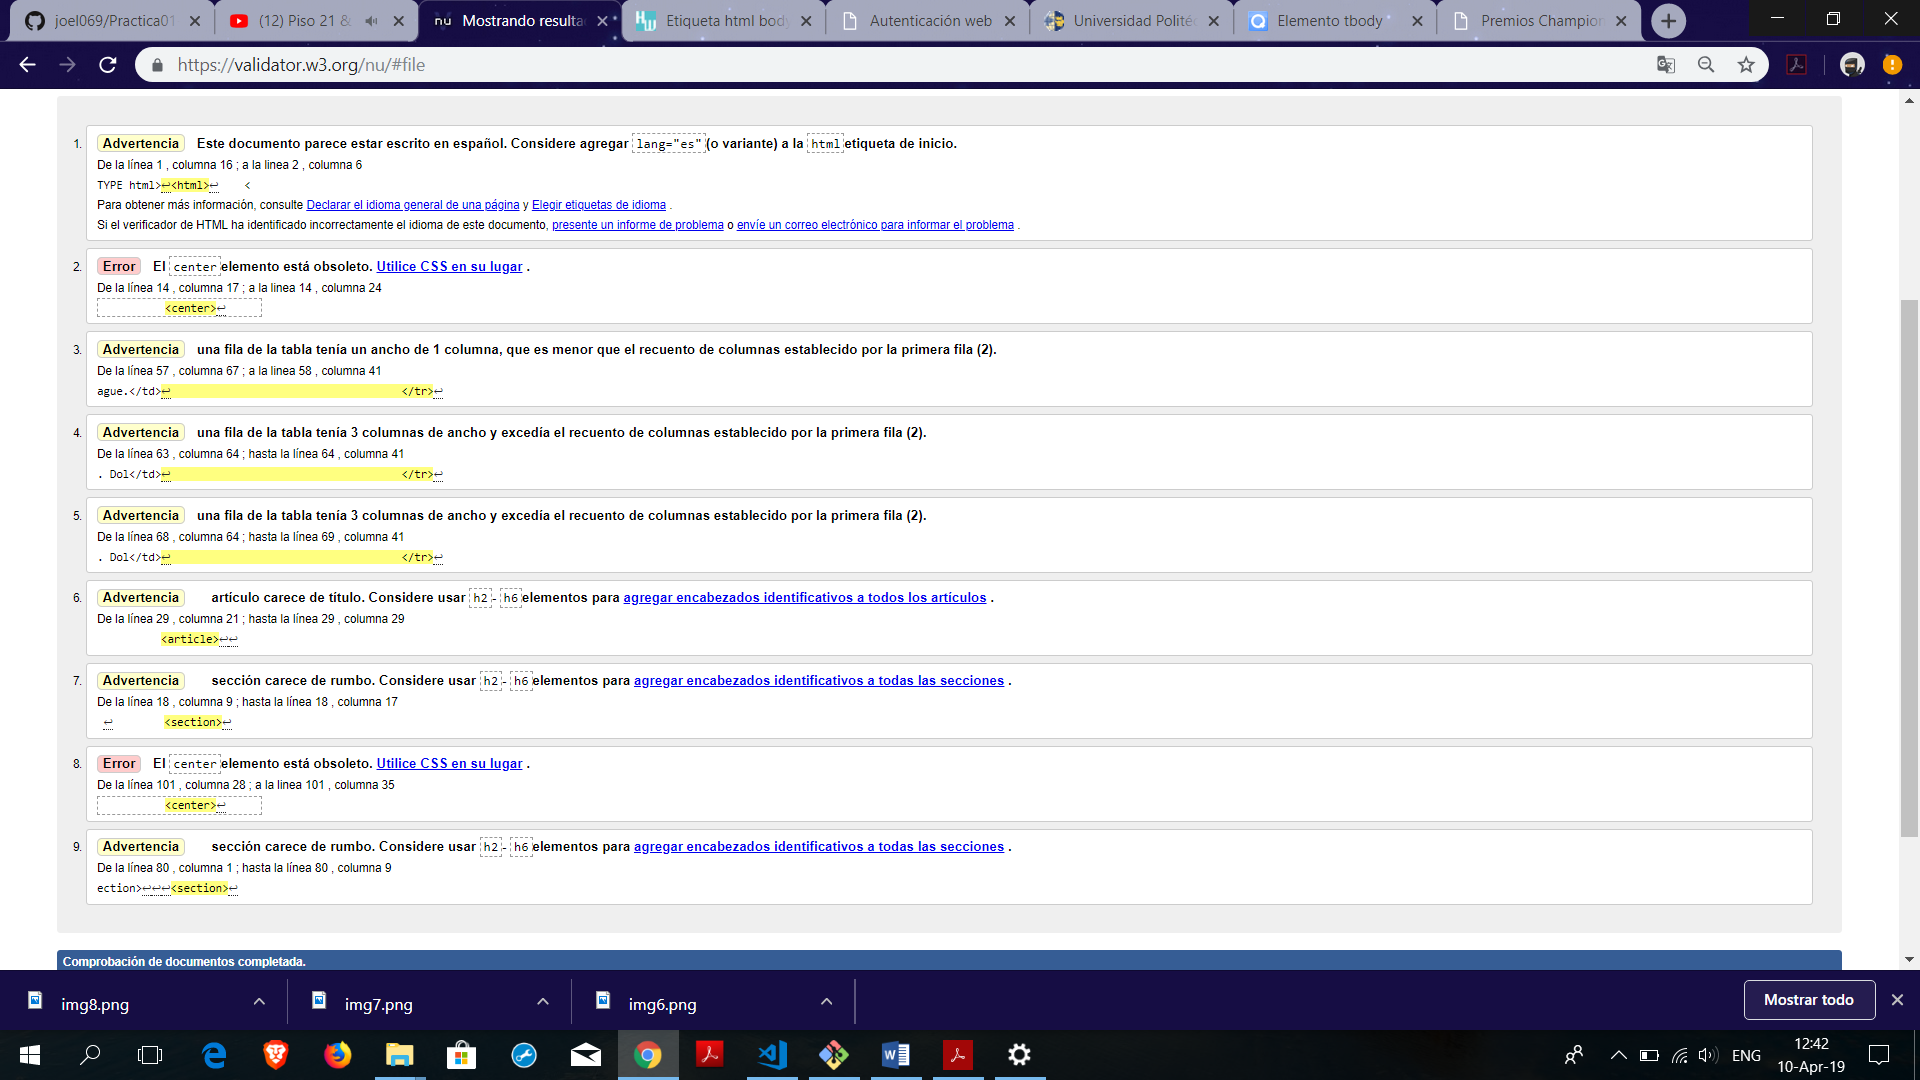 joel069/Practica01
(12) Piso 21 &
nu Mostrando resulta
Etiqueta html bod
Autenticación web
Universidad Polité
Elemento tbody
Premios Champion
https://validator.w3.org/nu/#file
1. Advertencia Este documento parece estar escrito en español. Considere agregar lang="es" (o variante) a la html etiqueta de inicio.
De la línea 1 , columna 16 ; a la linea 2 , columna 6
TYPE html>↩<html>↩ <
Para obtener más información, consulte Declarar el idioma general de una página y Elegir etiquetas de idioma .
Si el verificador de HTML ha identificado incorrectamente el idioma de este documento, presente un informe de problema o envíe un correo electrónico para informar el problema .
2. Error El center elemento está obsoleto. Utilice CSS en su lugar .
De la línea 14 , columna 17 ; a la linea 14 , columna 24
<center>↩
3. Advertencia una fila de la tabla tenía un ancho de 1 columna, que es menor que el recuento de columnas establecido por la primera fila (2).
De la línea 57 , columna 67 ; a la linea 58 , columna 41
ague.</td>↩ </tr>↩
4. Advertencia una fila de la tabla tenía 3 columnas de ancho y excedía el recuento de columnas establecido por la primera fila (2).
De la línea 63 , columna 64 ; hasta la línea 64 , columna 41
. Dol</td>↩ </tr>↩
5. Advertencia una fila de la tabla tenía 3 columnas de ancho y excedía el recuento de columnas establecido por la primera fila (2).
De la línea 68 , columna 64 ; hasta la línea 69 , columna 41
. Dol</td>↩ </tr>↩
6. Advertencia artículo carece de título. Considere usar h2 - h6 elementos para agregar encabezados identificativos a todos los artículos .
De la línea 29 , columna 21 ; hasta la línea 29 , columna 29
<article>↩↩
7. Advertencia sección carece de rumbo. Considere usar h2 - h6 elementos para agregar encabezados identificativos a todas las secciones .
De la línea 18 , columna 9 ; hasta la línea 18 , columna 17
↩ <section>↩
8. Error El center elemento está obsoleto. Utilice CSS en su lugar .
De la línea 101 , columna 28 ; a la linea 101 , columna 35
<center>↩
9. Advertencia sección carece de rumbo. Considere usar h2 - h6 elementos para agregar encabezados identificativos a todas las secciones .
De la línea 80 , columna 1 ; hasta la línea 80 , columna 9
ection>↩↩↩<section>↩
Comprobación de documentos completada.
img8.png
img7.png
img6.png
Mostrar todo
ENG
12:42
10-Apr-19